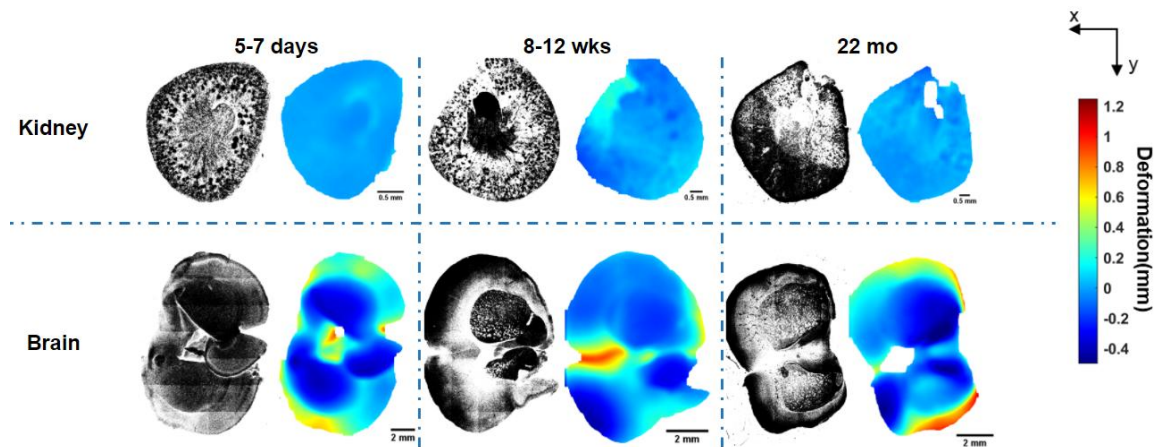 5-7 days
8-12 wks
22 mo
x
y
Kidney
0.5 mm
0.5 mm
0.5 mm
1.2
1
0.8
0.6
0.4
0.2
0
-0.2
-0.4
Deformation(mm)
Brain
2 mm
2 mm
2 mm